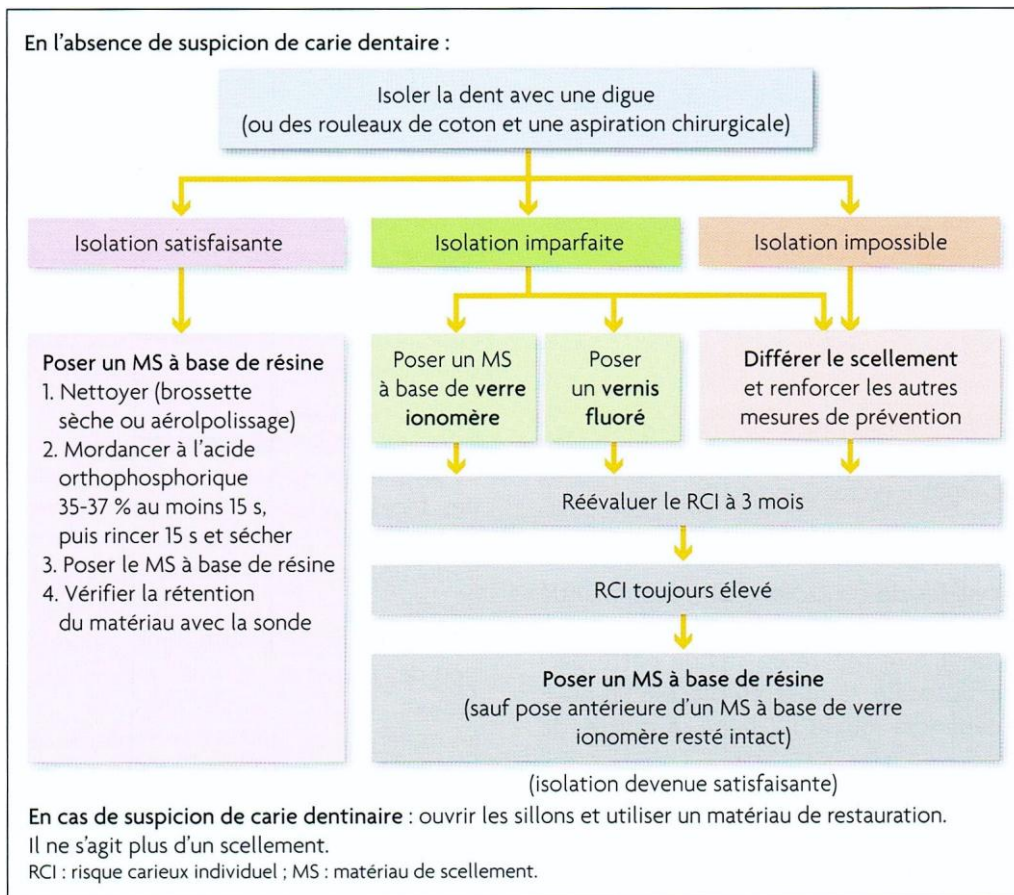 En l'absence de suspicion de carie dentaire :
Isoler la dent avec une digue
(ou des rouleaux de coton et une aspiration chirurgicale)
Isolation satisfaisante
Isolation imparfaite
Isolation impossible
Poser un MS à base de résine
1. Nettoyer (brossette
sèche ou aérolpolissage)
2. Mordancer à l'acide
orthophosphorique
35-37 % au moins 15 s,
puis rincer 15 s et sécher
3. Poser le MS à base de résine
4. Vérifier la rétention
du matériau avec la sonde
Poser un MS
à base de verre
ionomère
Poser
un vernis
fluoré
Différer le scellement
et renforcer les autres
mesures de prévention
Réévaluer le RCI à 3 mois
RCI toujours élevé
Poser un MS à base de résine
(sauf pose antérieure d'un MS à base de verre
ionomère resté intact)
(isolation devenue satisfaisante)
En cas de suspicion de carie dentinaire : ouvrir les sillons et utiliser un matériau de restauration.
Il ne s'agit plus d'un scellement.
RCI : risque carieux individuel ; MS : matériau de scellement.